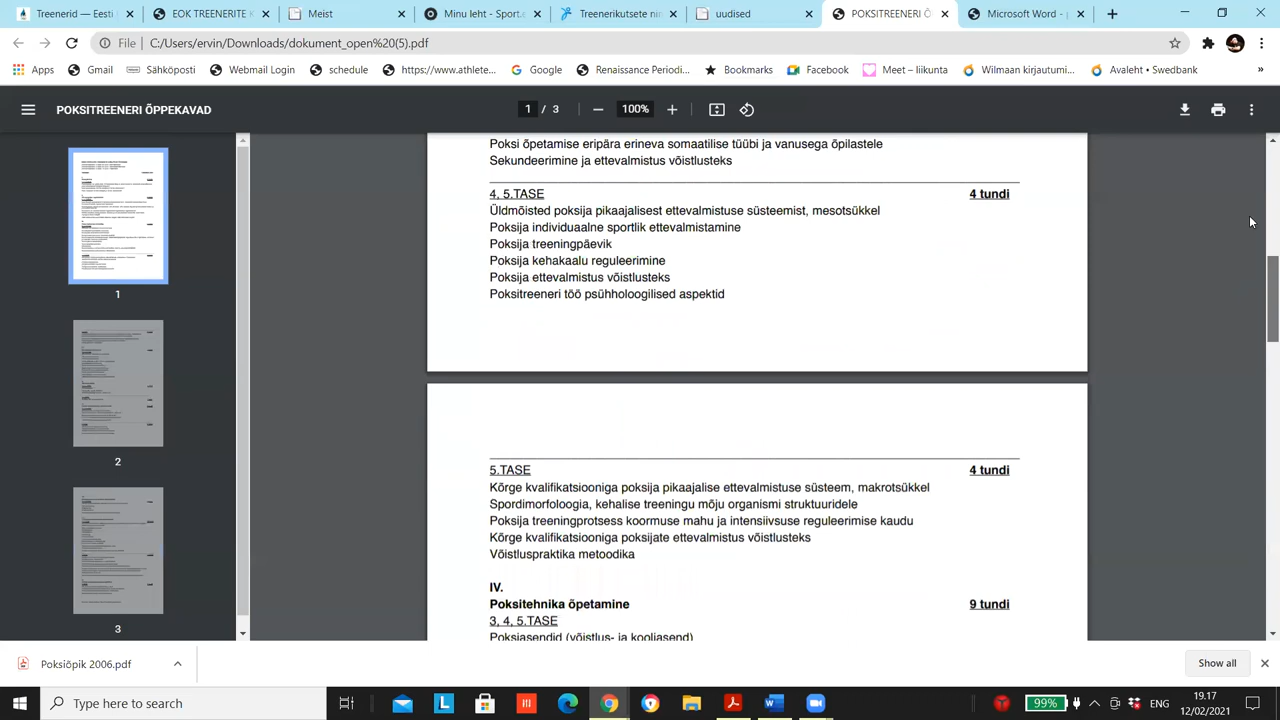 Treenerid — Eesti
EOK TREENERITE K
Meist
Minu leht - Sport.e
Treenerikutsete nin
uudised
POKSITREENERI Õ
Microsoft Word -
File
C:/Users/ervin/Downloads/dokument_open%20(5).pdf
Apps
Gmail
Sähköposti
Webmail Login
schedule
https://www.athlete...
Google
Renaissance Periodi...
Bookmarks
Facebook
Meet – liikunta
Wilmaan kirjautumi...
Avaleht • Swedbank
»
POKSITREENERI ÕPPEKAVAD
1 / 3
100%
1
2
3
Poksi õpetamise eripära erineva somaatilise tüübi ja vanusega õpilastele
ja ettevalmistus võistlusteks
4, 5.TASE 4 tundi
Üldmõisted poksija pikaajalisest ettevalmistuse süsteemist, mesotsükkel
Poksija individuaalne sportlik ettevalmistamine
Poksija treeningpäevik
Poksija kehakaalu reguleerimine
Poksija ettevalmistus võistlusteks
Poksitreeneri töö psühholoogilised aspektid
5.TASE 4 tundi
Kõrge kvalifikatsiooniga poksija pikaajalise ettevalmistuse süsteem, makrotsükkel
Spordimorfoloogia, kehalise treeningu mõju organismi struktuuridele
Poksija treeningprotsess koormuse mahu ja intensiivsuse reguleerimise kaudu
Kõrge kvalifikatsiooniga poksijate ettevalmistus võistlusteks
Võistluspraktika metoodika
IV.
Poksitehnika õpetamine 9 tundi
3, 4, 5.TASE
Poksiasendid (võistlus- ja kooliasend)
Poksiõpik 2006.pdf
Show all
Type here to search
99%
ENG
19.17
12/02/2021